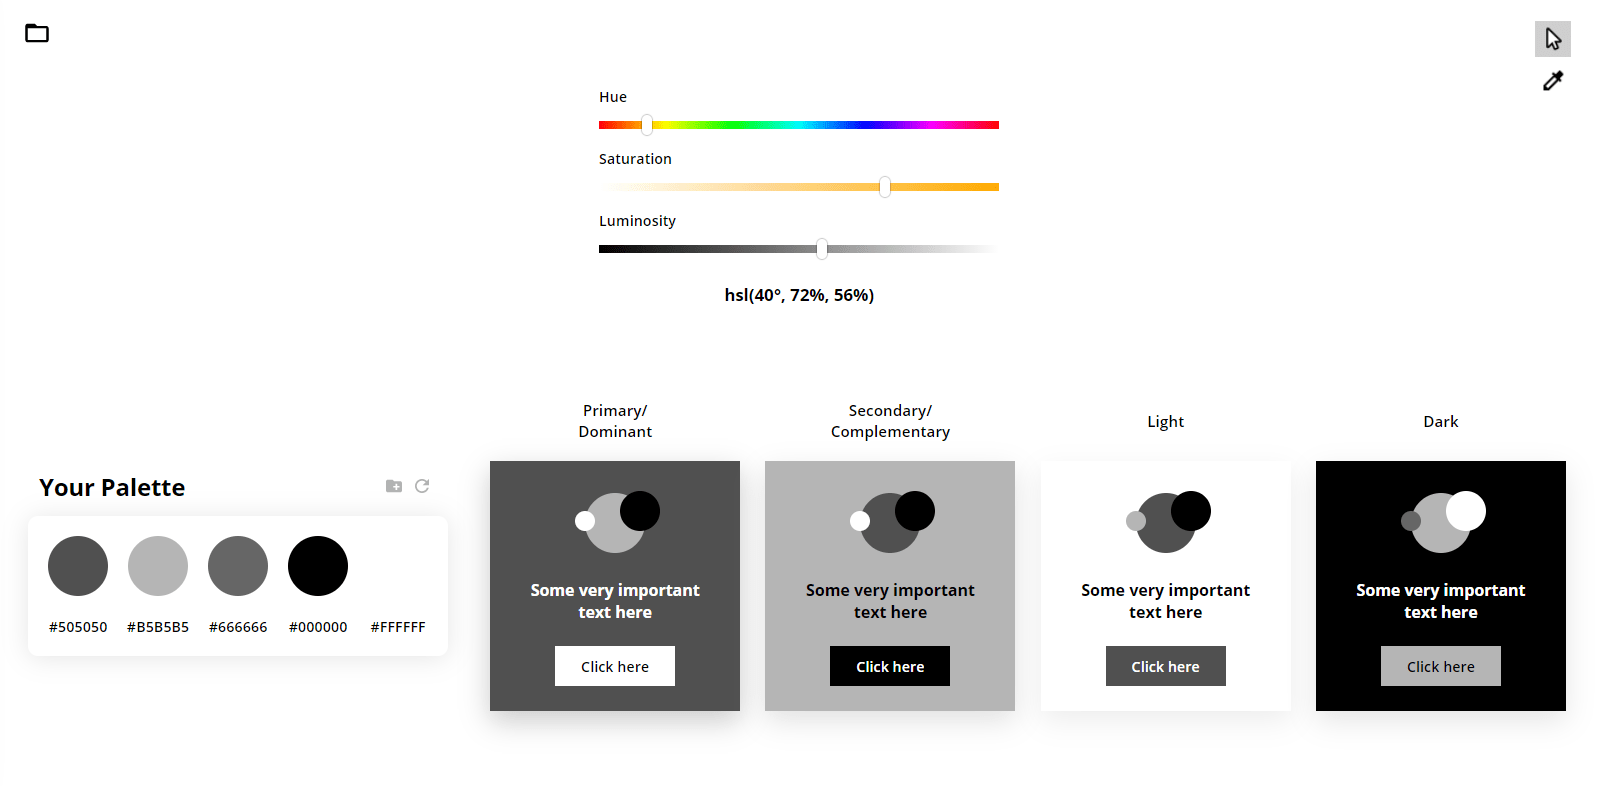 Hue
Saturation
Luminosity
hsl(40°, 72%, 56%)
Primary/
Dominant
Secondary/
Complementary
Light
Dark
Your Palette
#505050
#B5B5B5
#666666
#000000
#FFFFFF
Some very important
text here
Click here
Some very important
text here
Click here
Some very important
text here
Click here
Some very important
text here
Click here